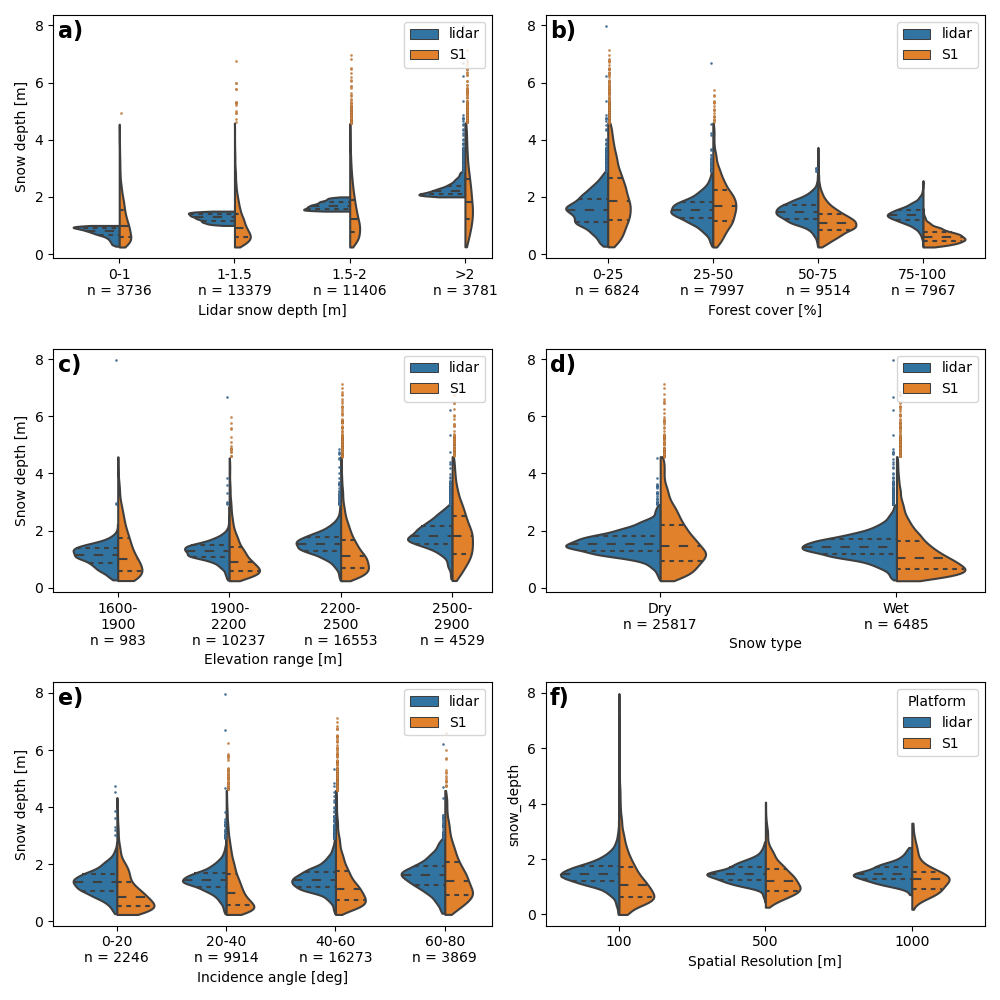 a)
lidar
S1
Snow depth [m]
8
6
4
2
0
0-1 1-1.5 1.5-2 >2
n = 3736 n = 13379 n = 11406 n = 3781
Lidar snow depth [m]
b)
lidar
S1
8
6
4
2
0
0-25 25-50 50-75 75-100
n = 6824 n = 7997 n = 9514 n = 7967
Forest cover [%]
c)
lidar
S1
Snow depth [m]
8
6
4
2
0
1600- 1900- 2200- 2500-
1900 2200 2500 2900
n = 983 n = 10237 n = 16553 n = 4529
Elevation range [m]
d)
lidar
S1
8
6
4
2
0
Dry Wet
n = 25817 n = 6485
Snow type
e)
lidar
S1
Snow depth [m]
8
6
4
2
0
0-20 20-40 40-60 60-80
n = 2246 n = 9914 n = 16273 n = 3869
Incidence angle [deg]
f)
Platform
lidar
S1
snow_depth
8
6
4
2
0
100 500 1000
Spatial Resolution [m]